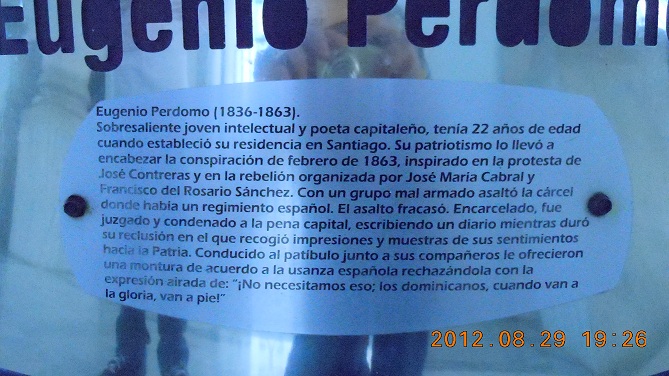 Eugenio Perdomo
Eugenio Perdomo (1836-1863).
Sobresaliente joven intelectual y poeta capitaleño, tenía 22 años de edad
cuando estableció su residencia en Santiago. Su patriotismo lo llevó a
encabezar la conspiración de febrero de 1863, inspirado en la protesta de
José Contreras y en la rebelión organizada por José Maria Cabral y
Francisco del Rosario Sánchez. Con un grupo mal armado asaltó la cárcel
donde había un regimiento español. El asalto fracasó. Encarcelado, fue
juzgado y condenado a la pena capital, escribiendo un diario mientras duró
su reclusión en el que recogió impresiones y muestras de sus sentimientos
hacia la Patria. Conducido al patíbulo junto a sus compañeros le ofrecieron
una montura de acuerdo a la usanza española rechazándola con la
expresión airada de: "¡No necesitamos eso; los dominicanos, cuando van a
la gloria, van a pie!"
2012.08.29 19:26